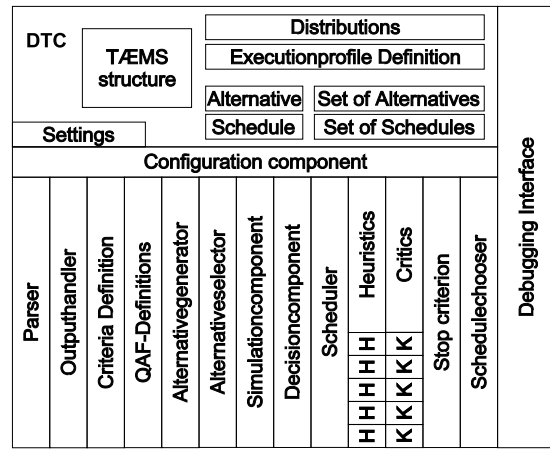 DTC
TÆMS
structure
Distributions
Executionprofile Definition
Alternative
Set of Alternatives
Schedule
Set of Schedules
Settings
Configuration component
Parser
Outputhandler
Criteria Definition
QAF-Definitions
Alternativegenerator
Alternativeselector
Simulationcomponent
Decisioncomponent
Scheduler
Heuristics
H
H
H
H
H
Critics
K
K
K
K
K
Stop criterion
Schedulechooser
Debugging Interface